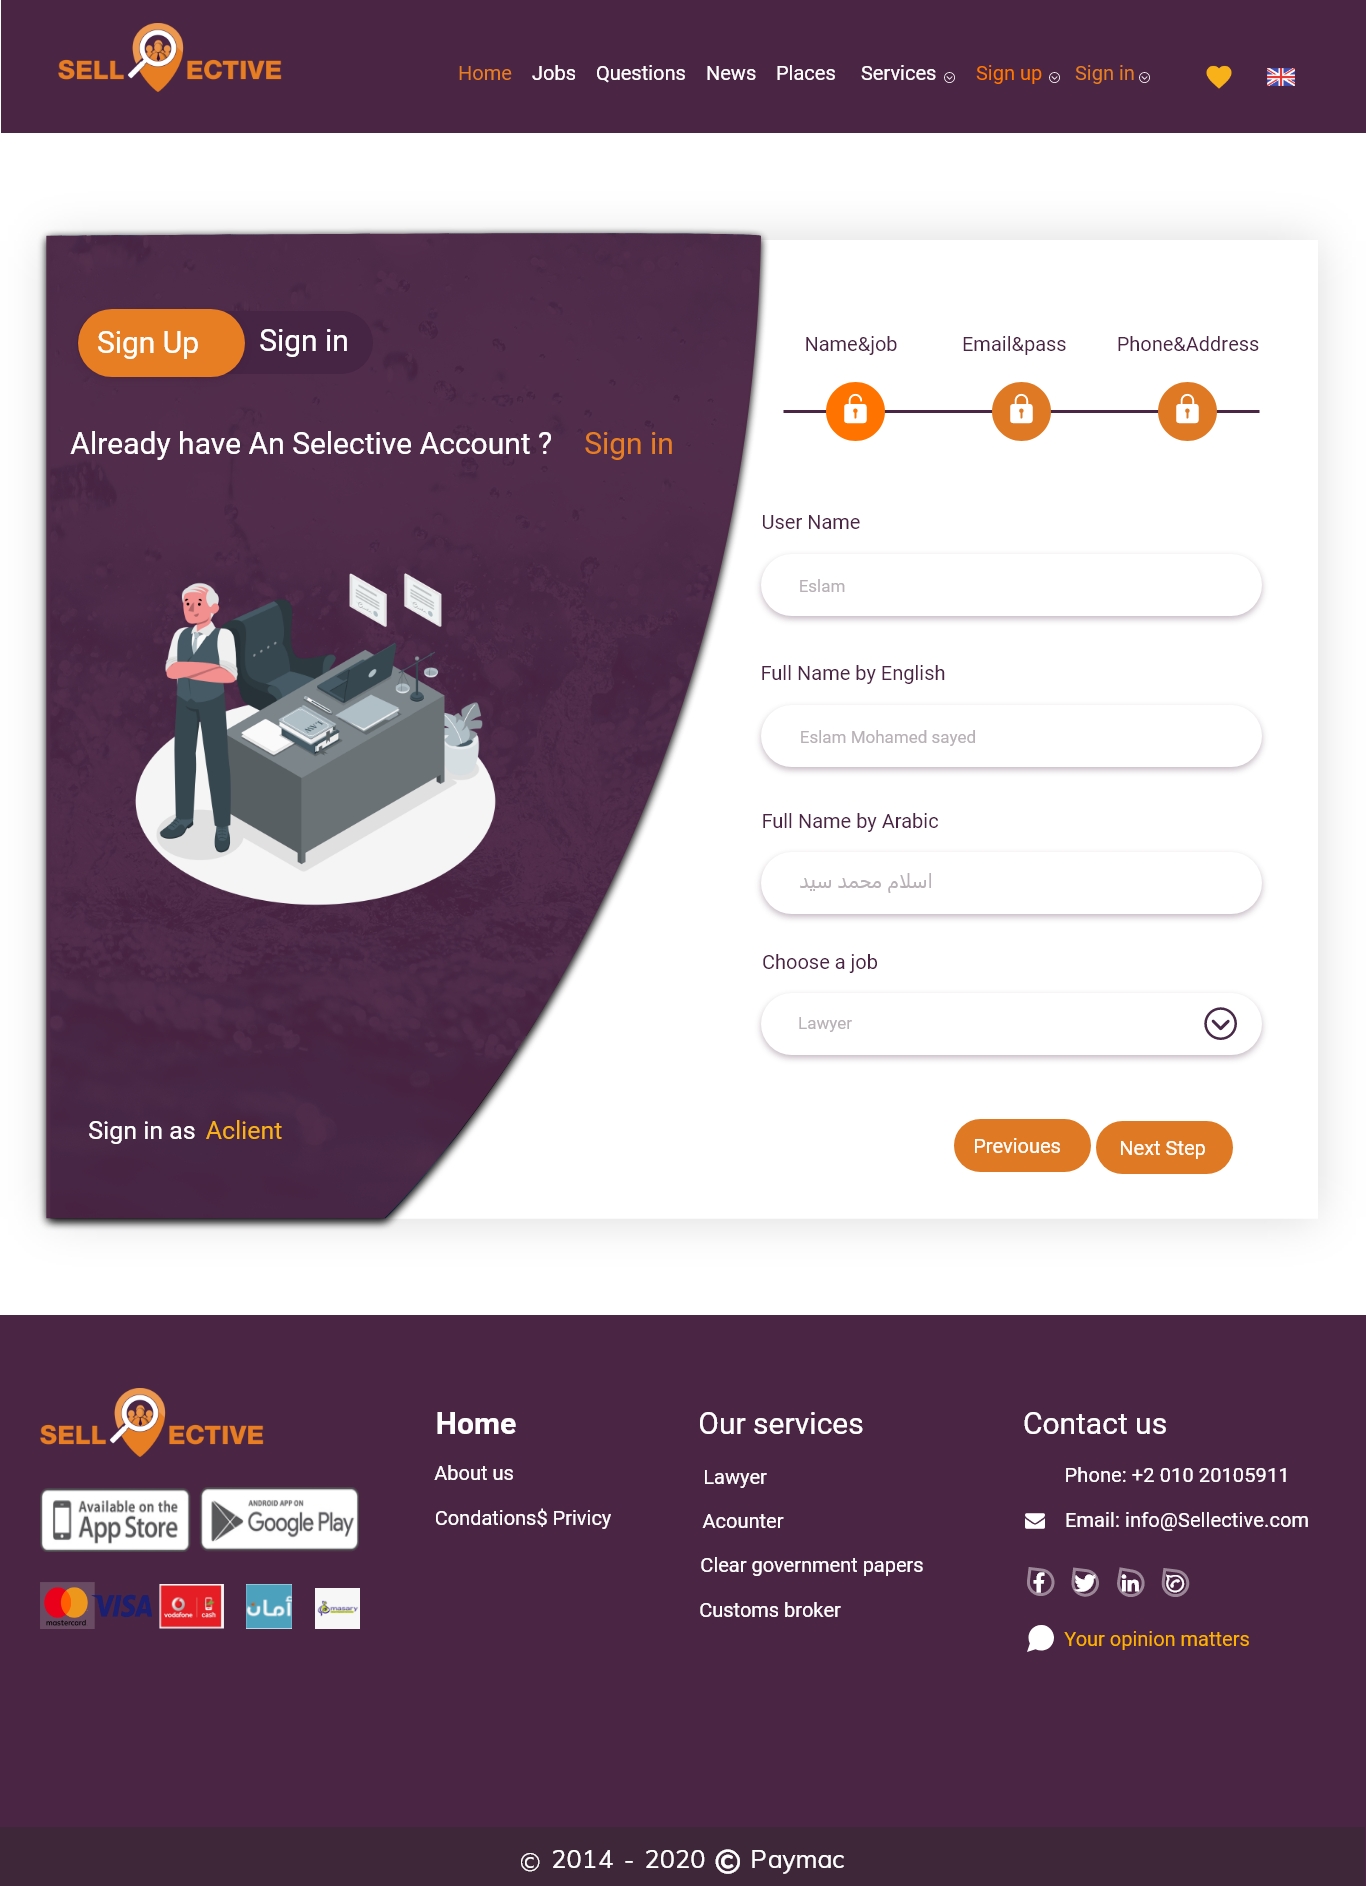 SELL ECTIVE
Home Jobs Questions News Places Services Sign up Sign in
Sign Up Sign in
Already have An Selective Account ? Sign in
Sign in as Aclient
Name&job Email&pass Phone&Address
User Name
Eslam
Full Name by English
Eslam Mohamed sayed
Full Name by Arabic
اسلام محمد سيد
Choose a job
Lawyer
Previoues Next Step
SELL ECTIVE
Available on the
App Store
ANDROID APP ON
Google Play
mastercard
VISA
vodafone cash
أمان
masary
Home
About us
Condations$ Privicy
Our services
Lawyer
Acounter
Clear government papers
Customs broker
Contact us
Phone: +2 010 20105911
Email: info@Sellective.com
Your opinion matters
© 2014 - 2020 © Paymac